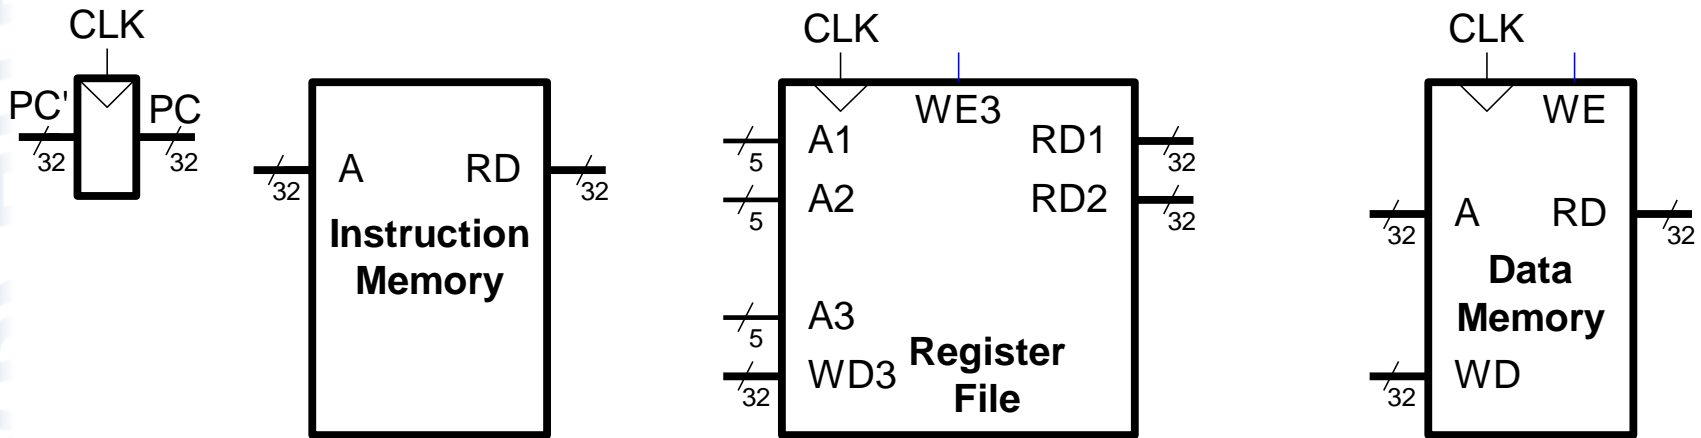 CLK
PC' PC
32 32
A RD
32 32
Instruction
Memory
CLK
WE3
A1 RD1
5 32
A2 RD2
5 32
A3
5
WD3
32
Register
File
CLK
WE
A RD
32 32
Data
Memory
WD
32